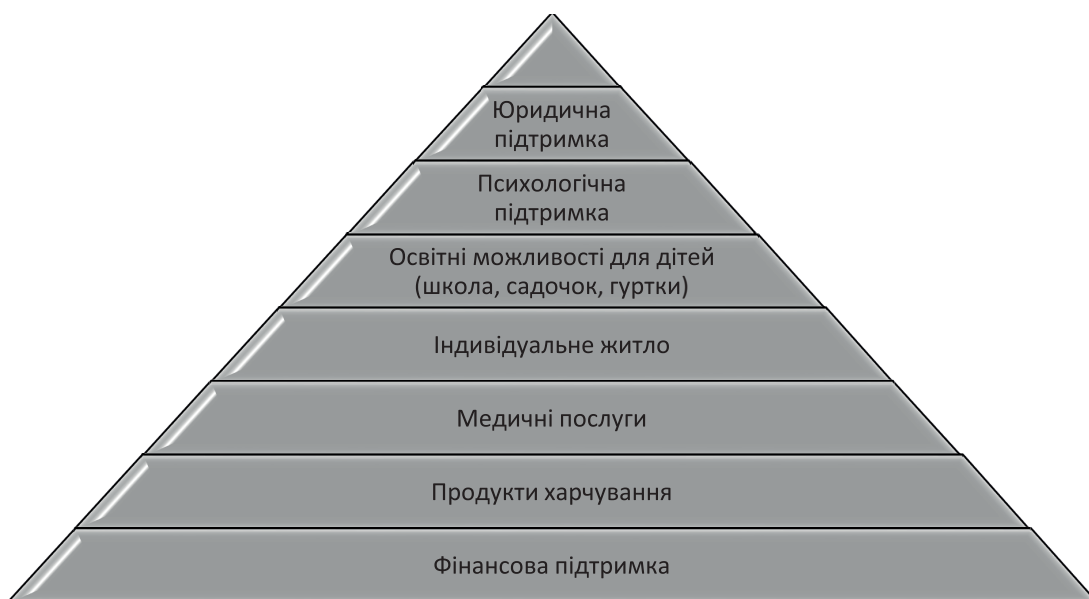 Юридична
підтримка
Психологічна
підтримка
Освітні можливості для дітей
(школа, садочок, гуртки)
Індивідуальне житло
Медичні послуги
Продукти харчування
Фінансова підтримка